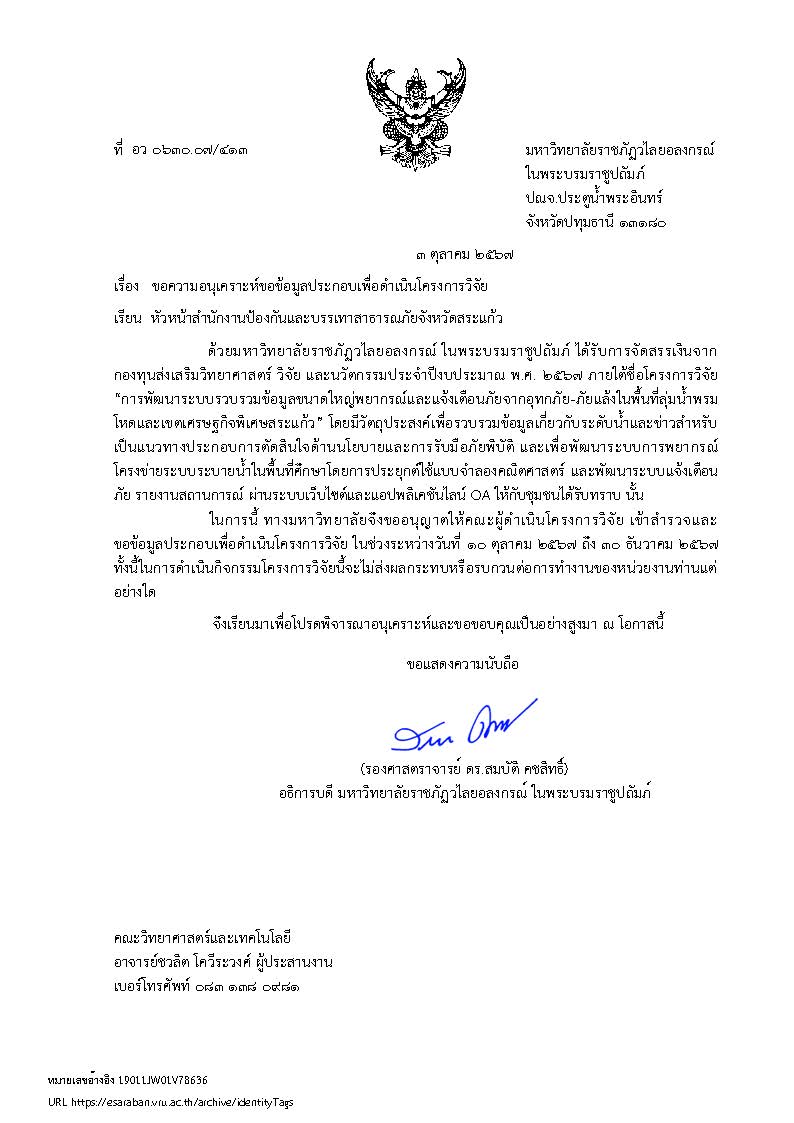 ที่ อว ๐๖๓๐.๐๗/๔๑๓
มหาวิทยาลัยราชภัฏวไลยอลงกรณ์
ในพระบรมราชูปถัมภ์
ปณจ.ประตูน้ำพระอินทร์
จังหวัดปทุมธานี ๑๓๑๘๐
๓ ตุลาคม ๒๕๖๗
เรื่อง ขอความอนุเคราะห์ขอข้อมูลประกอบเพื่อดำเนินโครงการวิจัย
เรียน หัวหน้าสำนักงานป้องกันและบรรเทาสาธารณภัยจังหวัดสระแก้ว
ด้วยมหาวิทยาลัยราชภัฏวไลยอลงกรณ์ ในพระบรมราชูปถัมภ์ ได้รับการจัดสรรเงินจาก
กองทุนส่งเสริมวิทยาศาสตร์ วิจัย และนวัตกรรมประจำปีงบประมาณ พ.ศ. ๒๕๖๗ ภายใต้ชื่อโครงการวิจัย
"การพัฒนาระบบรวบรวมข้อมูลขนาดใหญ่พยากรณ์และแจ้งเตือนภัยจากอุทกภัย-ภัยแล้งในพื้นที่ลุ่มน้ำพรม
โหดและเขตเศรษฐกิจพิเศษสระแก้ว" โดยมีวัตถุประสงค์เพื่อรวบรวมข้อมูลเกี่ยวกับระดับน้ำและข่าวสำหรับ
เป็นแนวทางประกอบการตัดสินใจด้านนโยบายและการรับมือภัยพิบัติ และเพื่อพัฒนาระบบการพยากรณ์
โครงข่ายระบบระบายน้ำในพื้นที่ศึกษาโดยการประยุกต์ใช้แบบจำลองคณิตศาสตร์ และพัฒนาระบบแจ้งเตือน
ภัย รายงานสถานการณ์ ผ่านระบบเว็บไซต์และแอปพลิเคชันไลน์ OA ให้กับชุมชนได้รับทราบ นั้น
ในการนี้ ทางมหาวิทยาลัยจึงขออนุญาตให้คณะผู้ดำเนินโครงการวิจัย เข้าสำรวจและ
ขอข้อมูลประกอบเพื่อดำเนินโครงการวิจัย ในช่วงระหว่างวันที่ ๑๐ ตุลาคม ๒๕๖๗ ถึง ๓๐ ธันวาคม ๒๕๖๗
ทั้งนี้ในการดำเนินกิจกรรมโครงการวิจัยนี้จะไม่ส่งผลกระทบหรือรบกวนต่อการทำงานของหน่วยงานท่านแต่
อย่างใด
จึงเรียนมาเพื่อโปรดพิจารณาอนุเคราะห์และขอขอบคุณเป็นอย่างสูงมา ณ โอกาสนี้
ขอแสดงความนับถือ
(รองศาสตราจารย์ ดร.สมบัติ คชสิทธิ์)
อธิการบดี มหาวิทยาลัยราชภัฏวไลยอลงกรณ์ ในพระบรมราชูปถัมภ์
คณะวิทยาศาสตร์และเทคโนโลยี
อาจารย์ชวลิต โควีระวงศ์ ผู้ประสานงาน
เบอร์โทรศัพท์ ๐๘๓ ๑๓๘ ๐๙๘๑
หมายเลขอ้างอิง 19011JW01V78636
URL https://esaraban.vru.ac.th/archive/identityTags